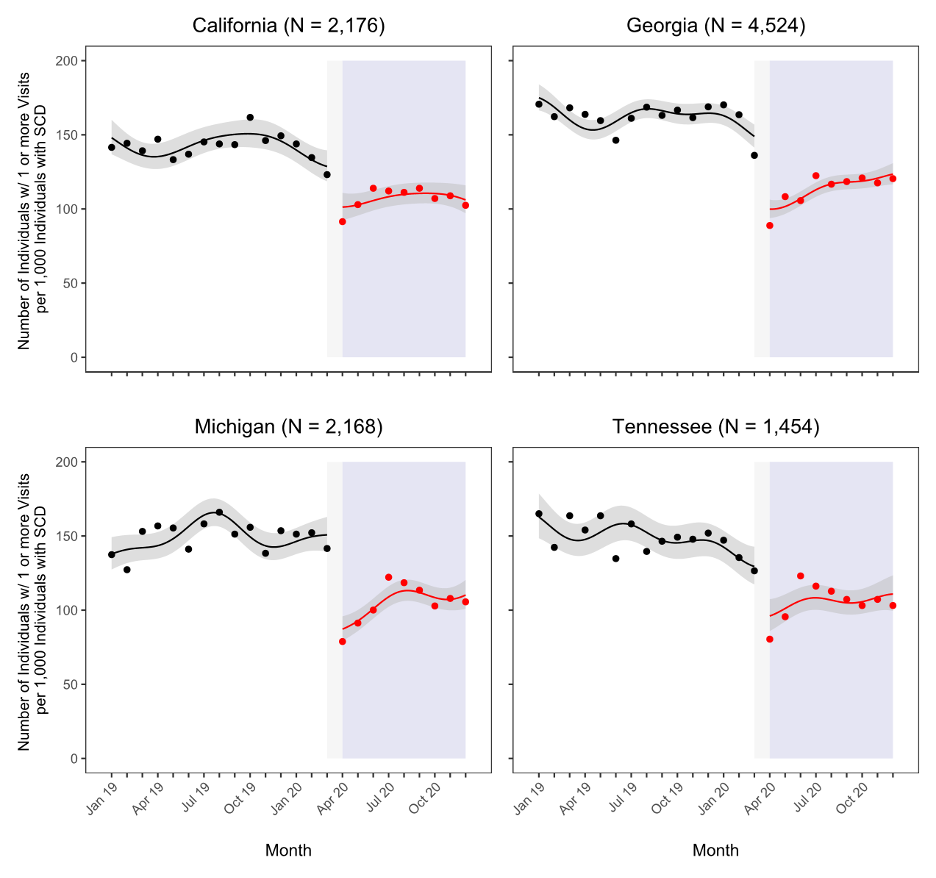 California (N = 2,176)
Georgia (N = 4,524)
Number of Individuals w/ 1 or more Visits
per 1,000 Individuals with SCD
200
150
100
50
0
Michigan (N = 2,168)
Tennessee (N = 1,454)
Number of Individuals w/ 1 or more Visits
per 1,000 Individuals with SCD
200
150
100
50
0
Jan 19
Apr 19
Jul 19
Oct 19
Jan 20
Apr 20
Jul 20
Oct 20
Jan 19
Apr 19
Jul 19
Oct 19
Jan 20
Apr 20
Jul 20
Oct 20
Month
Month